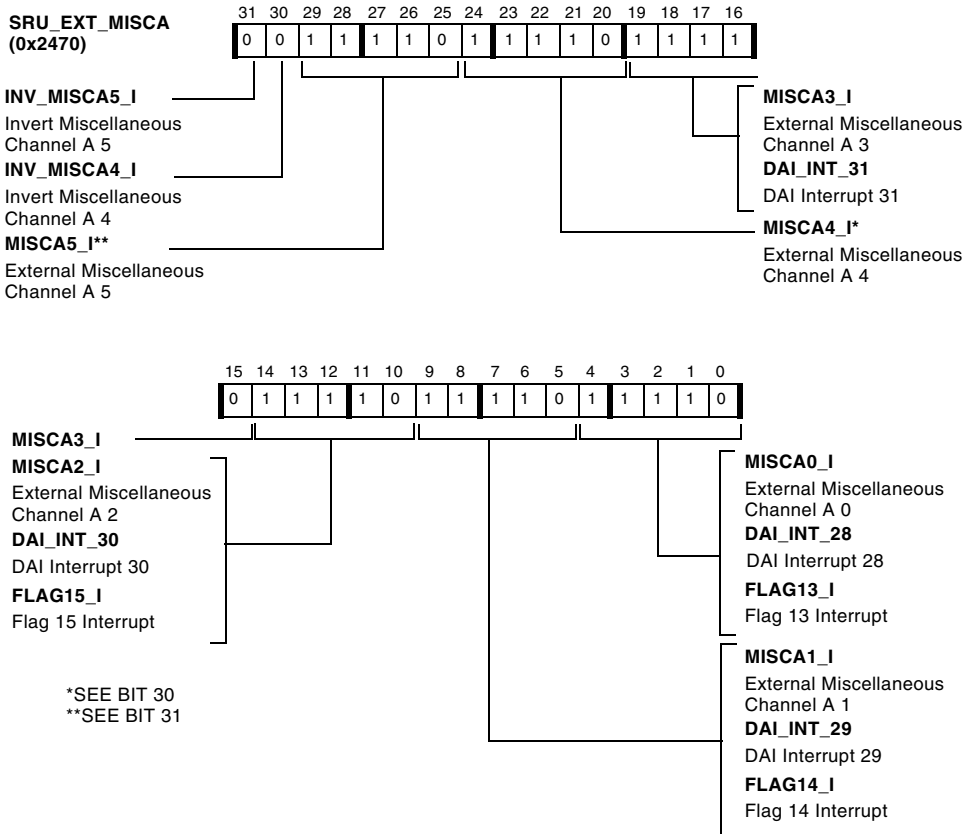 SRU_EXT_MISCA
(0x2470)
31 30 29 28 27 26 25 24 23 22 21 20 19 18 17 16
0 0 1 1 1 1 0 1 1 1 1 0 1 1 1 1
INV_MISCA5_I
Invert Miscellaneous
Channel A 5
INV_MISCA4_I
Invert Miscellaneous
Channel A 4
MISCA5_I**
External Miscellaneous
Channel A 5
MISCA3_I
External Miscellaneous
Channel A 3
DAI_INT_31
DAI Interrupt 31
MISCA4_I*
External Miscellaneous
Channel A 4
15 14 13 12 11 10 9 8 7 6 5 4 3 2 1 0
0 1 1 1 1 0 1 1 1 1 0 1 1 1 1 0
MISCA3_I
MISCA2_I
External Miscellaneous
Channel A 2
DAI_INT_30
DAI Interrupt 30
FLAG15_I
Flag 15 Interrupt
MISCA0_I
External Miscellaneous
Channel A 0
DAI_INT_28
DAI Interrupt 28
FLAG13_I
Flag 13 Interrupt
MISCA1_I
External Miscellaneous
Channel A 1
DAI_INT_29
DAI Interrupt 29
FLAG14_I
Flag 14 Interrupt
*SEE BIT 30
**SEE BIT 31